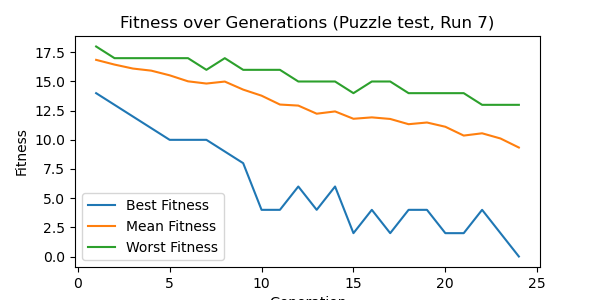 Fitness over Generations (Puzzle test, Run 7)
Fitness
17.5
15.0
12.5
10.0
7.5
5.0
2.5
0.0
Best Fitness
Mean Fitness
Worst Fitness
0 5 10 15 20 25
Generation